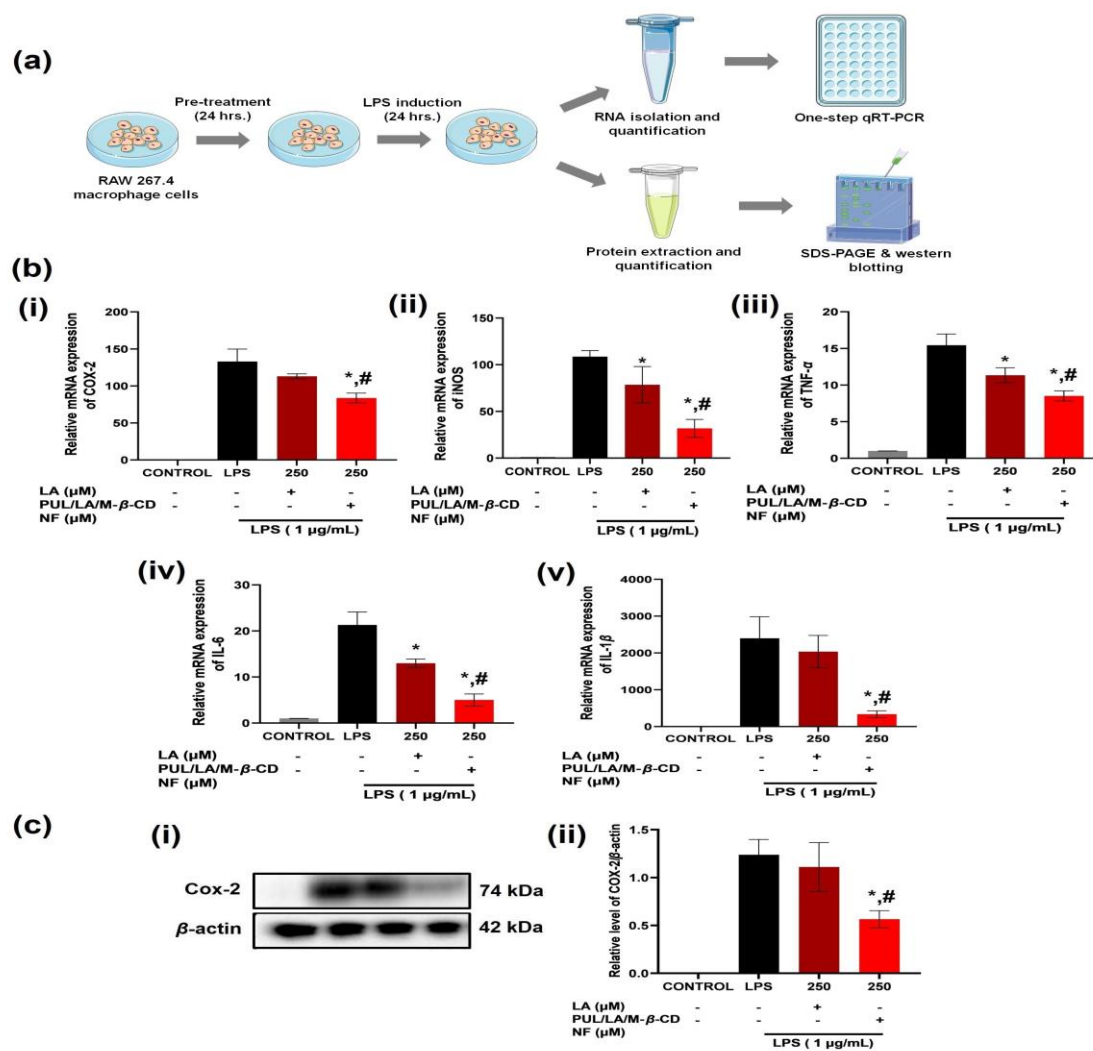 (a)
Pre-treatment
(24 hrs.)
LPS induction
(24 hrs.)
RAW 267.4
macrophage cells
RNA isolation and
quantification
One-step qRT-PCR
Protein extraction and
quantification
SDS-PAGE & western
blotting
(b)
(i)
Relative mRNA expression
of COX-2
200
150
100
50
0
*,#
CONTROL LPS 250 250
LA (µM) - - + -
PUL/LA/M-β-CD - - - +
NF (µM)
LPS ( 1 µg/mL)
(ii)
Relative mRNA expression
of iNOS
150
100
50
0
*
*,#
CONTROL LPS 250 250
- - + -
- - - +
LPS ( 1 µg/mL)
(iii)
Relative mRNA expression
of TNF-α
20
15
10
5
0
*
*,#
CONTROL LPS 250 250
LA (µM) - - + -
PUL/LA/M-β-CD - - - +
NF (µM)
LPS ( 1 µg/mL)
(iv)
Relative mRNA expression
of IL-6
30
20
10
0
*
*,#
CONTROL LPS 250 250
LA (µM) - - + -
PUL/LA/M-β-CD - - - +
NF (µM)
LPS ( 1 µg/mL)
(v)
Relative mRNA expression
of IL-1β
4000
3000
2000
1000
0
*,#
CONTROL LPS 250 250
LA (µM) - - + -
PUL/LA/M-β-CD - - - +
NF (µM)
LPS ( 1 µg/mL)
(c)
(i)
Cox-2 74 kDa
β-actin 42 kDa
(ii)
Relative level of COX-2/β-actin
1.5
1.0
0.5
0.0
*,#
CONTROL LPS 250 250
LA (µM) - - + -
PUL/LA/M-β-CD - - - +
NF (µM)
LPS ( 1 µg/mL)